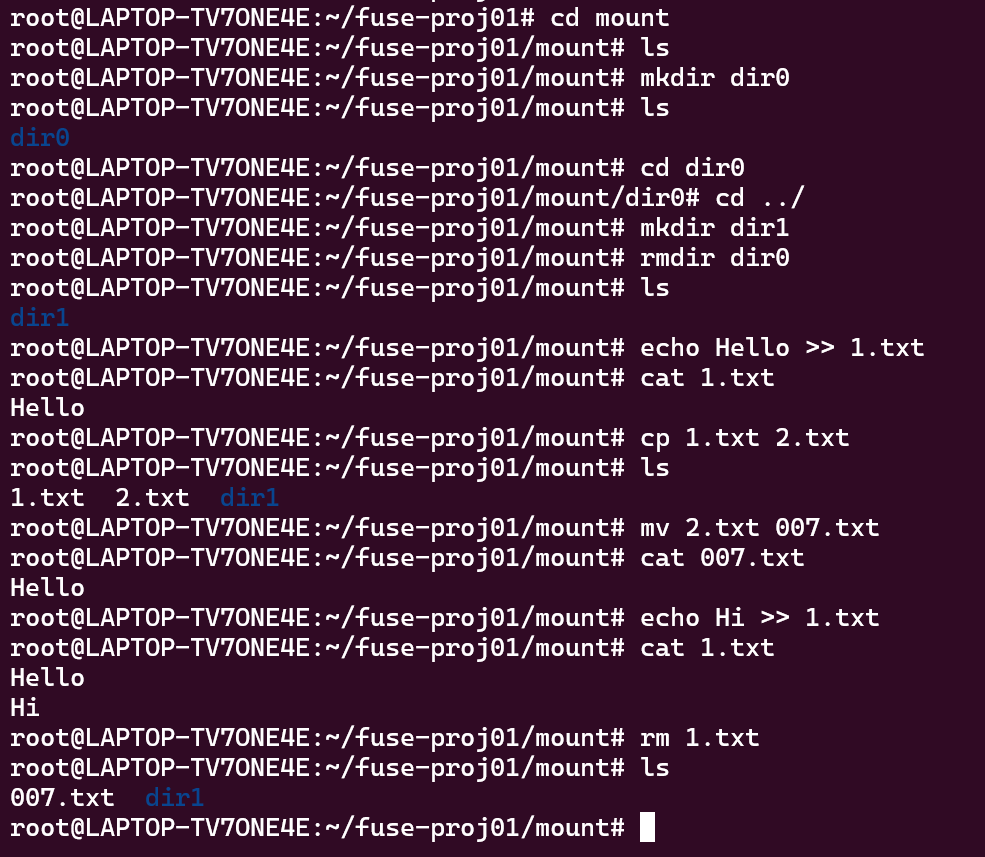 root@LAPTOP-TV7ONE4E:~/fuse-proj01# cd mount
root@LAPTOP-TV7ONE4E:~/fuse-proj01/mount# ls
root@LAPTOP-TV7ONE4E:~/fuse-proj01/mount# mkdir dir0
root@LAPTOP-TV7ONE4E:~/fuse-proj01/mount# ls
dir0
root@LAPTOP-TV7ONE4E:~/fuse-proj01/mount# cd dir0
root@LAPTOP-TV7ONE4E:~/fuse-proj01/mount/dir0# cd ../
root@LAPTOP-TV7ONE4E:~/fuse-proj01/mount# mkdir dir1
root@LAPTOP-TV7ONE4E:~/fuse-proj01/mount# rmdir dir0
root@LAPTOP-TV7ONE4E:~/fuse-proj01/mount# ls
dir1
root@LAPTOP-TV7ONE4E:~/fuse-proj01/mount# echo Hello >> 1.txt
root@LAPTOP-TV7ONE4E:~/fuse-proj01/mount# cat 1.txt
Hello
root@LAPTOP-TV7ONE4E:~/fuse-proj01/mount# cp 1.txt 2.txt
root@LAPTOP-TV7ONE4E:~/fuse-proj01/mount# ls
1.txt  2.txt  dir1
root@LAPTOP-TV7ONE4E:~/fuse-proj01/mount# mv 2.txt 007.txt
root@LAPTOP-TV7ONE4E:~/fuse-proj01/mount# cat 007.txt
Hello
root@LAPTOP-TV7ONE4E:~/fuse-proj01/mount# echo Hi >> 1.txt
root@LAPTOP-TV7ONE4E:~/fuse-proj01/mount# cat 1.txt
Hello
Hi
root@LAPTOP-TV7ONE4E:~/fuse-proj01/mount# rm 1.txt
root@LAPTOP-TV7ONE4E:~/fuse-proj01/mount# ls
007.txt  dir1
root@LAPTOP-TV7ONE4E:~/fuse-proj01/mount#